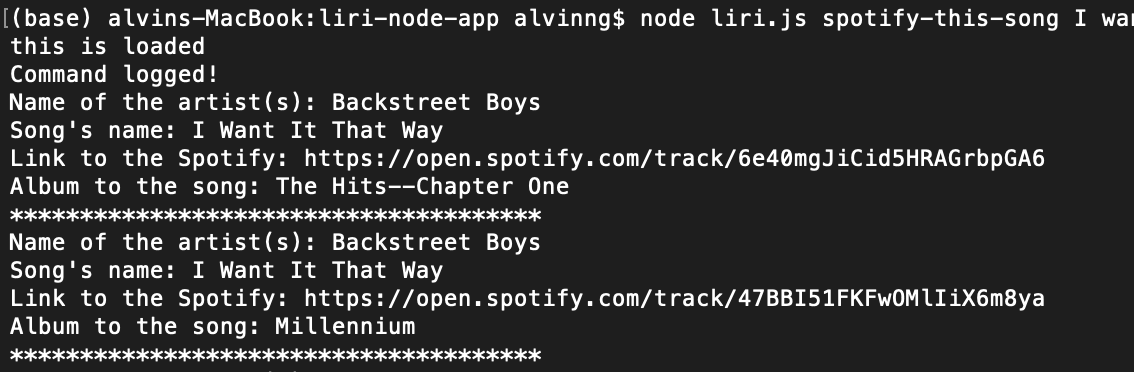 [(base) alvins-MacBook:liri-node-app alvinng$ node liri.js spotify-this-song I
this is loaded
Command logged!
Name of the artist(s): Backstreet Boys
Song's name: I Want It That Way
Link to the Spotify: https://open.spotify.com/track/6e40mgJiCid5HRAGrbpGA6
Album to the song: The Hits--Chapter One
**************************************
Name of the artist(s): Backstreet Boys
Song's name: I Want It That Way
Link to the Spotify: https://open.spotify.com/track/47BBI51FKFwOMlIiX6m8ya
Album to the song: Millennium
**************************************